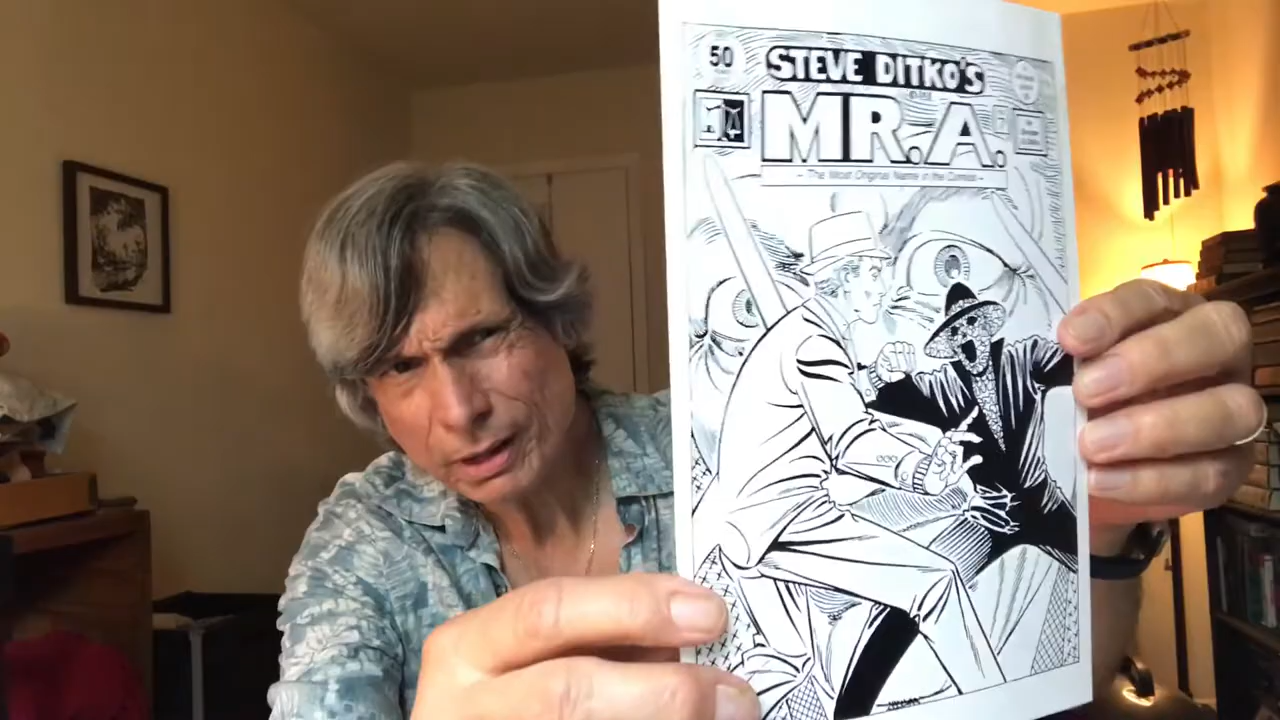 50
STEVE DITKO'S
MR. A.
- The Most Original Name in the Comics -